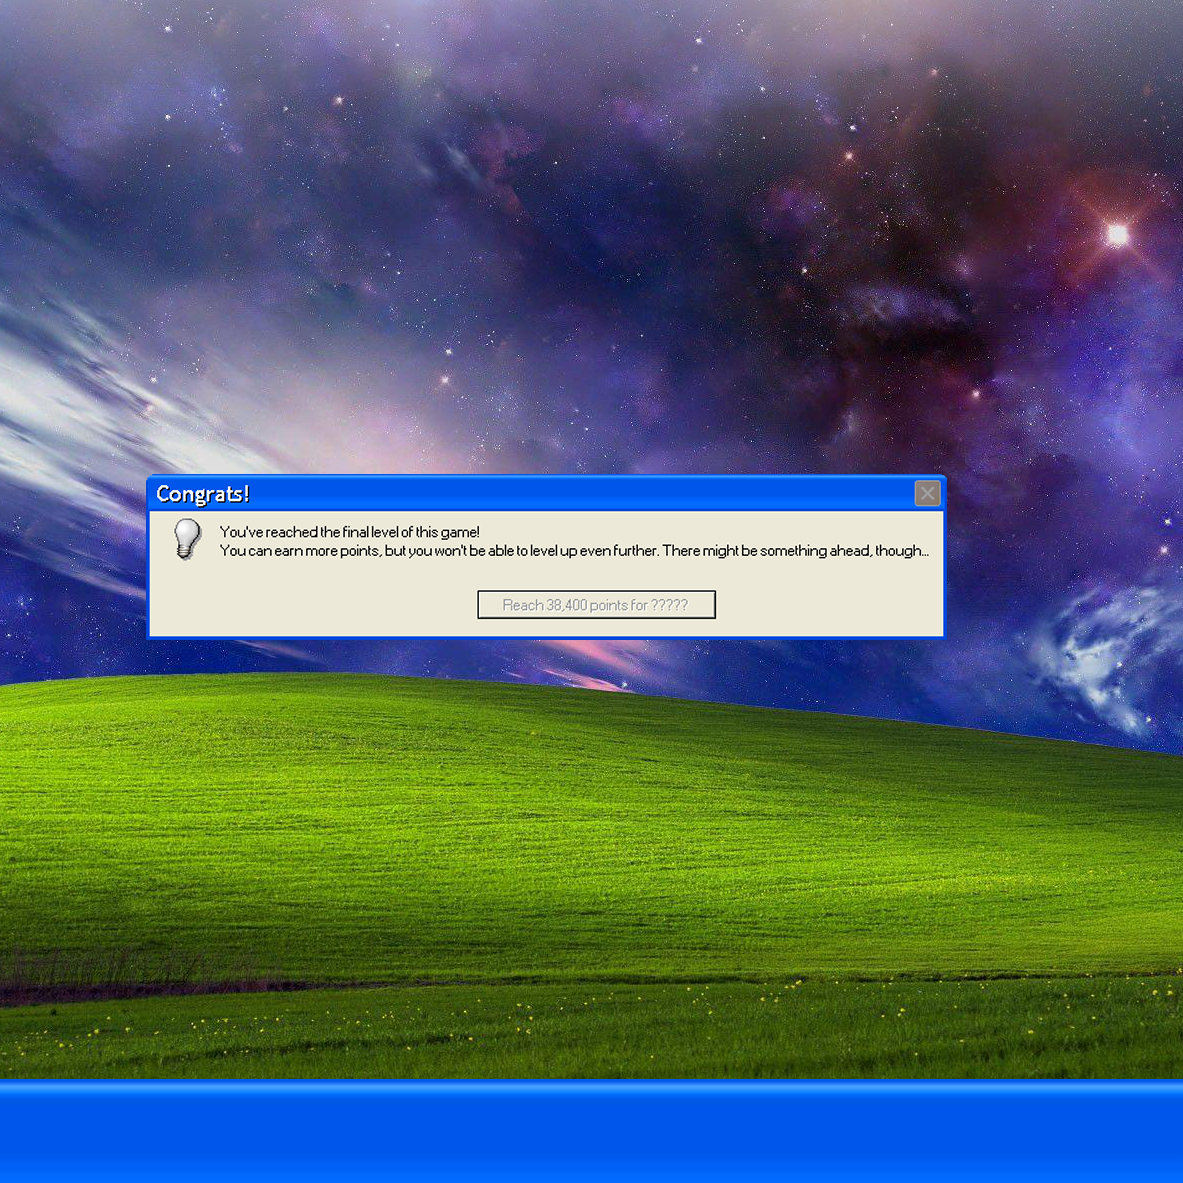 Congrats!
You've reached the final level of this game!
You can earn more points, but you won't be able to level up even further. There might be something ahead, though...
Reach 38,400 points for ?????